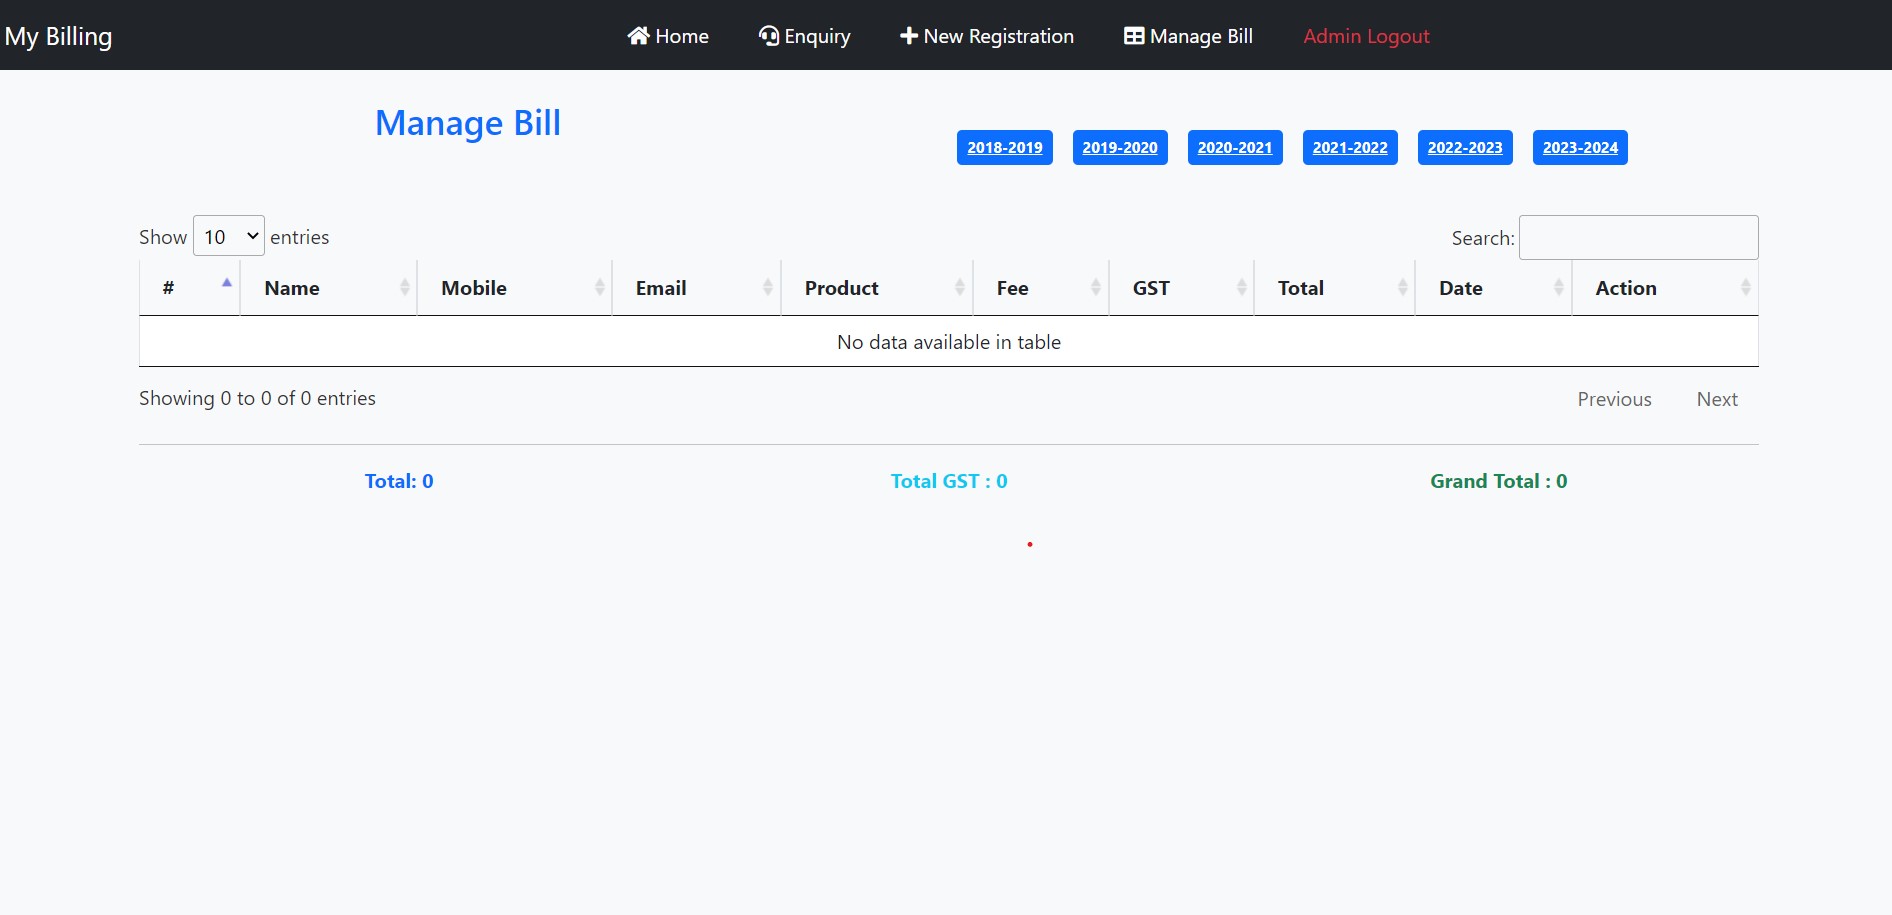 My Billing Home Enquiry New Registration Manage Bill Admin Logout
Manage Bill
2018-2019 2019-2020 2020-2021 2021-2022 2022-2023 2023-2024
Show 10 entries Search:
# Name Mobile Email Product Fee GST Total Date Action
No data available in table
Showing 0 to 0 of 0 entries Previous Next
Total: 0 Total GST : 0 Grand Total : 0